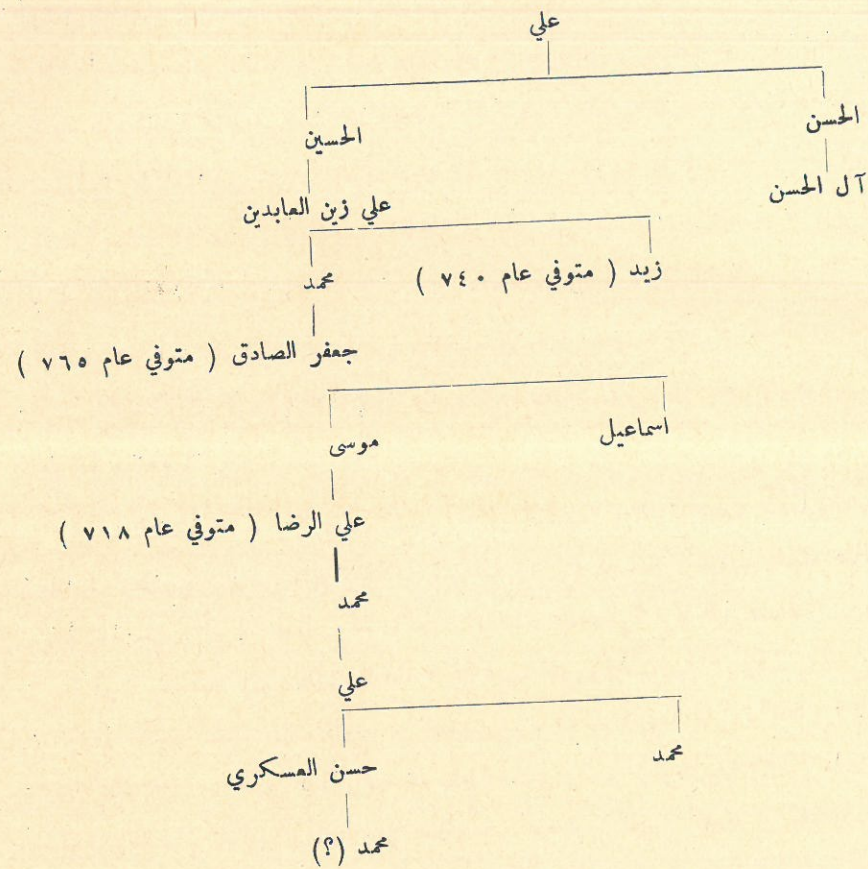 علي
الحسن
الحسين
آل الحسن
علي زين العابدين
زيد ( متوفي عام ٧٤٠ )
محمد
جعفر الصادق ( متوفي عام ٧٦٥ )
اسماعيل
موسى
علي الرضا ( متوفي عام ٧١٨ )
محمد
علي
محمد
حسن العسكري
محمد (؟)